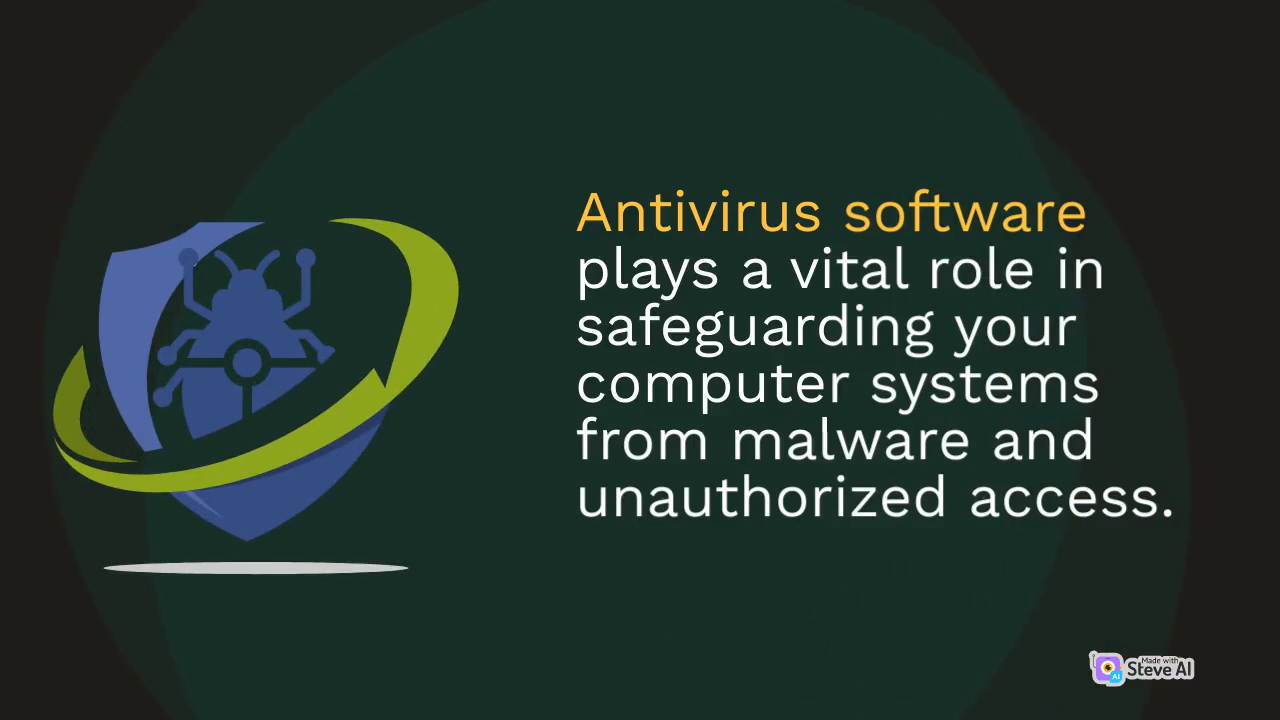 Antivirus software
plays a vital role in
safeguarding your
computer systems
from malware and
unauthorized access.
Made with
Steve AI
AI